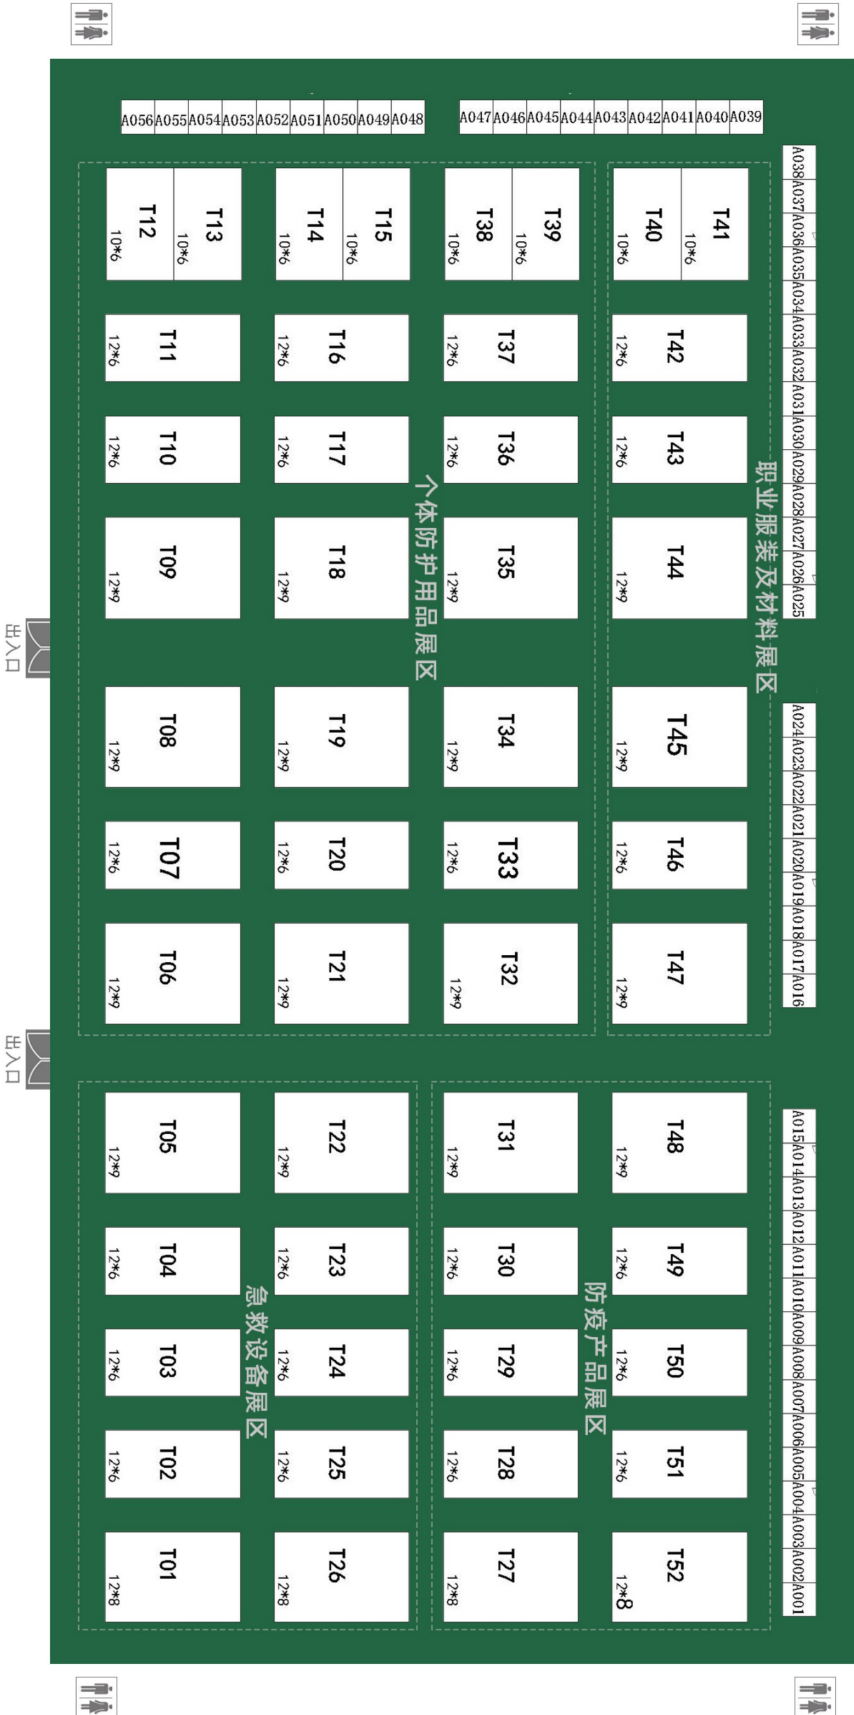 A056 A055 A054 A053 A052 A051 A050 A049 A048
A047 A046 A045 A044 A043 A042 A041 A040 A039
A038 A037 A036 A035 A034 A033 A032 A031 A030 A029 A028 A027 A026 A025
A024 A023 A022 A021 A020 A019 A018 A017 A016
A015 A014 A013 A012 A011 A010 A009 A008 A007 A006 A005 A004 A003 A002 A001
职业服装及材料展区
T41 10*6
T40 10*6
T42 12*6
T43 12*6
T44 12*9
T45 12*9
T46 12*6
T47 12*9
个体防护用品展区
T39 10*6
T38 10*6
T37 12*6
T36 12*6
T35 12*9
T34 12*9
T33 12*6
T32 12*9
T15 10*6
T14 10*6
T16 12*6
T17 12*6
T18 12*9
T19 12*9
T20 12*6
T21 12*9
T13 10*6
T12 10*6
T11 12*6
T10 12*6
T09 12*9
T08 12*9
T07 12*6
T06 12*9
防疫产品展区
T48 12*9
T49 12*6
T50 12*6
T51 12*6
T52 12*8
T31 12*9
T30 12*6
T29 12*6
T28 12*6
T27 12*8
急救设备展区
T22 12*9
T23 12*6
T24 12*6
T25 12*6
T26 12*8
T05 12*9
T04 12*6
T03 12*6
T02 12*6
T01 12*8
出入口
出入口